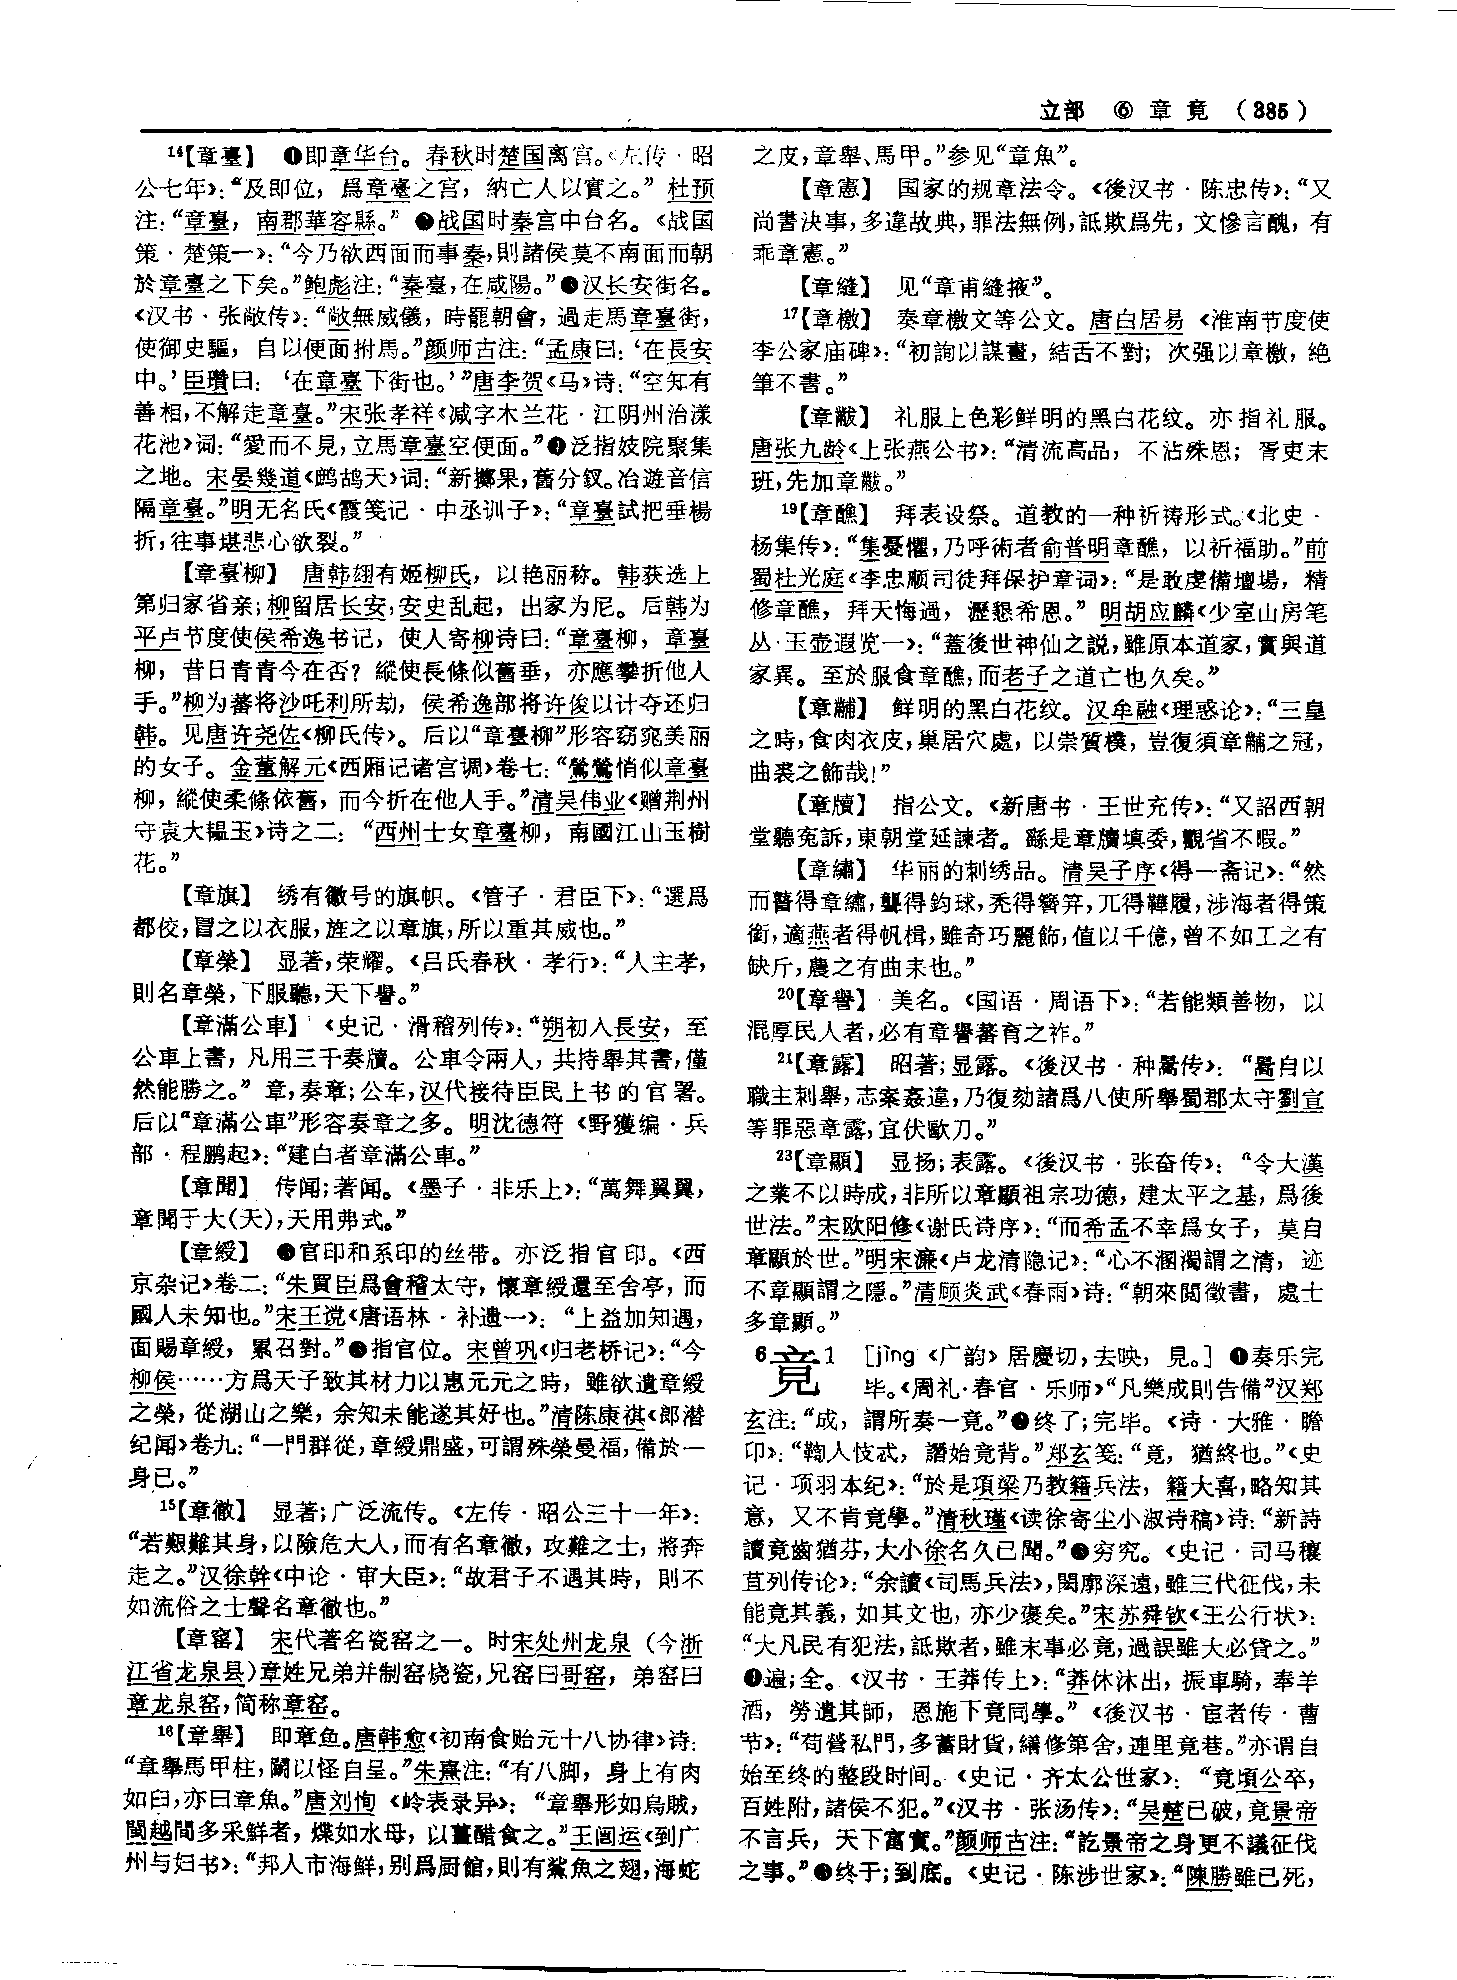 立部 ⑥ 章 竟 （385）
¹⁴【章臺】 ❶即章华台。春秋时楚国离宫。《左传·昭
公七年》：“及即位，爲章臺之宫，納亡人以實之。”杜预
注：“章臺，南郡華容縣。”❷战国时秦宫中台名。《战国
策·楚策一》：“今乃欲西面而事秦，則諸侯莫不南面而朝
於章臺之下矣。”鲍彪注：“秦臺，在咸陽。”❸汉长安街名。
《汉书·张敞传》：“敞無威儀，時罷朝會，過走馬章臺街，
使御史驅，自以便面拊馬。”颜师古注：“孟康曰：‘在長安
中。’臣瓚曰：‘在章臺下街也。’”唐李贺《马》诗：“空知有
善相，不解走章臺。”宋张孝祥《减字木兰花·江阴州治漾
花池》词：“愛而不見，立馬章臺空便面。”❹泛指妓院聚集
之地。宋晏幾道《鹧鸪天》词：“新擲果，舊分釵。冶遊音信
隔章臺。”明无名氏《霞笺记·中丞训子》：“章臺試把垂楊
折，往事堪悲心欲裂。”
【章臺柳】 唐韩翃有姬柳氏，以艳丽称。韩获选上
第归家省亲；柳留居长安，安史乱起，出家为尼。后韩为
平卢节度使侯希逸书记，使人寄柳诗曰：“章臺柳，章臺
柳，昔日青青今在否？縱使長條似舊垂，亦應攀折他人
手。”柳为蕃将沙吒利所劫，侯希逸部将许俊以计夺还归
韩。见唐许尧佐《柳氏传》。后以“章臺柳”形容窈窕美丽
的女子。金董解元《西厢记诸宫调》卷七：“鶯鶯悄似章臺
柳，縱使柔條依舊，而今折在他人手。”清吴伟业《赠荆州
守袁大韫玉》诗之二：“西州士女章臺柳，南國江山玉樹
花。”
【章旗】 绣有徽号的旗帜。《管子·君臣下》：“選爲
都佼，冒之以衣服，旌之以章旗，所以重其威也。”
【章榮】 显著，荣耀。《吕氏春秋·孝行》：“人主孝，
則名章榮，下服聽，天下譽。”
【章滿公車】 《史记·滑稽列传》：“朔初入長安，至
公車上書，凡用三千奏牘。公車令兩人，共持舉其書，僅
然能勝之。”章，奏章；公车，汉代接待臣民上书的官署。
后以“章滿公車”形容奏章之多。明沈德符《野獲编·兵
部·程鹏起》：“建白者章滿公車。”
【章聞】 传闻；著闻。《墨子·非乐上》：“萬舞翼翼，
章聞于大（天），天用弗式。”
【章綬】 ❶官印和系印的丝带。亦泛指官印。《西
京杂记》卷二：“朱買臣爲會稽太守，懷章綬還至舍亭，而
國人未知也。”宋王谠《唐语林·补遗一》：“上益加知遇，
面賜章綬，累召對。”❷指官位。宋曾巩《归老桥记》：“今
柳侯……方爲天子致其材力以惠元元之時，雖欲遺章綬
之榮，從湖山之樂，余知未能遂其好也。”清陈康祺《郎潜
纪闻》卷九：“一門群從，章綬鼎盛，可謂殊榮曼福，備於一
身已。”
¹⁵【章徹】 显著；广泛流传。《左传·昭公三十一年》：
“若艱難其身，以險危大人，而有名章徹，攻難之士，將奔
走之。”汉徐幹《中论·审大臣》：“故君子不遇其時，則不
如流俗之士聲名章徹也。”
【章窑】 宋代著名瓷窑之一。时宋处州龙泉（今浙
江省龙泉县）章姓兄弟并制窑烧瓷，兄窑曰哥窑，弟窑曰
章龙泉窑，简称章窑。
¹⁶【章舉】 即章鱼。唐韩愈《初南食贻元十八协律》诗：
“章舉馬甲柱，鬭以怪自呈。”朱熹注：“有八脚，身上有肉
如臼，亦曰章魚。”唐刘恂《岭表录异》：“章舉形如烏賊，
閩越間多采鮮者，煠如水母，以薑醋食之。”王闿运《到广
州与妇书》：“邦人市海鮮，别爲厨館，則有鯊魚之翅，海蛇
之皮，章舉、馬甲。”参见“章魚”。
【章憲】 国家的规章法令。《後汉书·陈忠传》：“又
尚書決事，多違故典，罪法無例，詆欺爲先，文慘言醜，有
乖章憲。”
【章縫】 见“章甫縫掖”。
¹⁷【章檄】 奏章檄文等公文。唐白居易《淮南节度使
李公家庙碑》：“初詢以謀畫，結舌不對；次强以章檄，絶
筆不書。”
【章黻】 礼服上色彩鲜明的黑白花纹。亦指礼服。
唐张九龄《上张燕公书》：“清流高品，不沾殊恩；胥吏末
班，先加章黻。”
¹⁹【章醮】 拜表设祭。道教的一种祈祷形式。《北史·
杨集传》：“集憂懼，乃呼術者俞普明章醮，以祈福助。”前
蜀杜光庭《李忠顺司徒拜保护章词》：“是敢虔備壇場，精
修章醮，拜天悔過，瀝懇希恩。”明胡应麟《少室山房笔
丛·玉壶遐览一》：“蓋後世神仙之説，雖原本道家，實與道
家異。至於服食章醮，而老子之道亡也久矣。”
【章黼】 鲜明的黑白花纹。汉牟融《理惑论》：“三皇
之時，食肉衣皮，巢居穴處，以崇質樸，豈復須章黼之冠，
曲裘之飾哉！”
【章牘】 指公文。《新唐书·王世充传》：“又詔西朝
堂聽冤訴，東朝堂延諫者。繇是章牘填委，觀省不暇。”
【章繡】 华丽的刺绣品。清吴子序《得一斋记》：“然
而瞽得章繡，聾得鈞球，禿得簪笄，兀得鞾履，涉海者得策
銜，適燕者得帆楫，雖奇巧麗飾，值以千億，曾不如工之有
缺斤，農之有曲耒也。”
²⁰【章譽】 美名。《国语·周语下》：“若能類善物，以
混厚民人者，必有章譽蕃育之祚。”
²¹【章露】 昭著；显露。《後汉书·种暠传》：“暠自以
職主刺舉，志案姦違，乃復劾諸爲八使所舉蜀郡太守劉宣
等罪惡章露，宜伏歐刀。”
²³【章顯】 显扬；表露。《後汉书·张奋传》：“令大漢
之業不以時成，非所以章顯祖宗功德，建太平之基，爲後
世法。”宋欧阳修《谢氏诗序》：“而希孟不幸爲女子，莫自
章顯於世。”明宋濂《卢龙清隐记》：“心不溷濁謂之清，迹
不章顯謂之隱。”清顾炎武《春雨》诗：“朝來閲徵書，處士
多章顯。”
⁶竟¹ ［jìng 《广韵》居慶切，去映，見。］❶奏乐完
毕。《周礼·春官·乐师》“凡樂成則告備”汉郑
玄注：“成，謂所奏一竟。”❷终了；完毕。《诗·大雅·瞻
卬》：“鞫人忮忒，譖始竟背。”郑玄笺：“竟，猶終也。”《史
记·项羽本纪》：“於是項梁乃教籍兵法，籍大喜，略知其
意，又不肯竟學。”清秋瑾《读徐寄尘小淑诗稿》诗：“新詩
讀竟齒猶芬，大小徐名久已聞。”❸穷究。《史记·司马穰
苴列传论》：“余讀《司馬兵法》，閎廓深遠，雖三代征伐，未
能竟其義，如其文也，亦少褒矣。”宋苏舜钦《王公行状》：
“大凡民有犯法，詆欺者，雖末事必竟，過誤雖大必貸之。”
❹遍；全。《汉书·王莽传上》：“莽休沐出，振車騎，奉羊
酒，勞遺其師，恩施下竟同學。”《後汉书·宦者传·曹
节》：“苟營私門，多蓄財貨，繕修第舍，連里竟巷。”亦谓自
始至终的整段时间。《史记·齐太公世家》：“竟頃公卒，
百姓附，諸侯不犯。”《汉书·张汤传》：“吴楚已破，竟景帝
不言兵，天下富實。”颜师古注：“訖景帝之身更不議征伐
之事。”❺终于；到底。《史记·陈涉世家》：“陳勝雖已死，